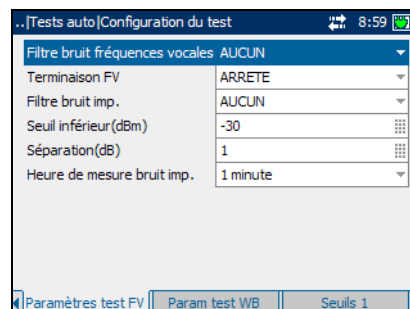 ..|Tests auto|Configuration du test 8:59
Filtre bruit fréquences vocales AUCUN
Terminaison FV ARRETE
Filtre bruit imp. AUCUN
Seuil inférieur(dBm) -30
Séparation(dB) 1
Heure de mesure bruit imp. 1 minute
Paramètres test FV Param test WB Seuils 1